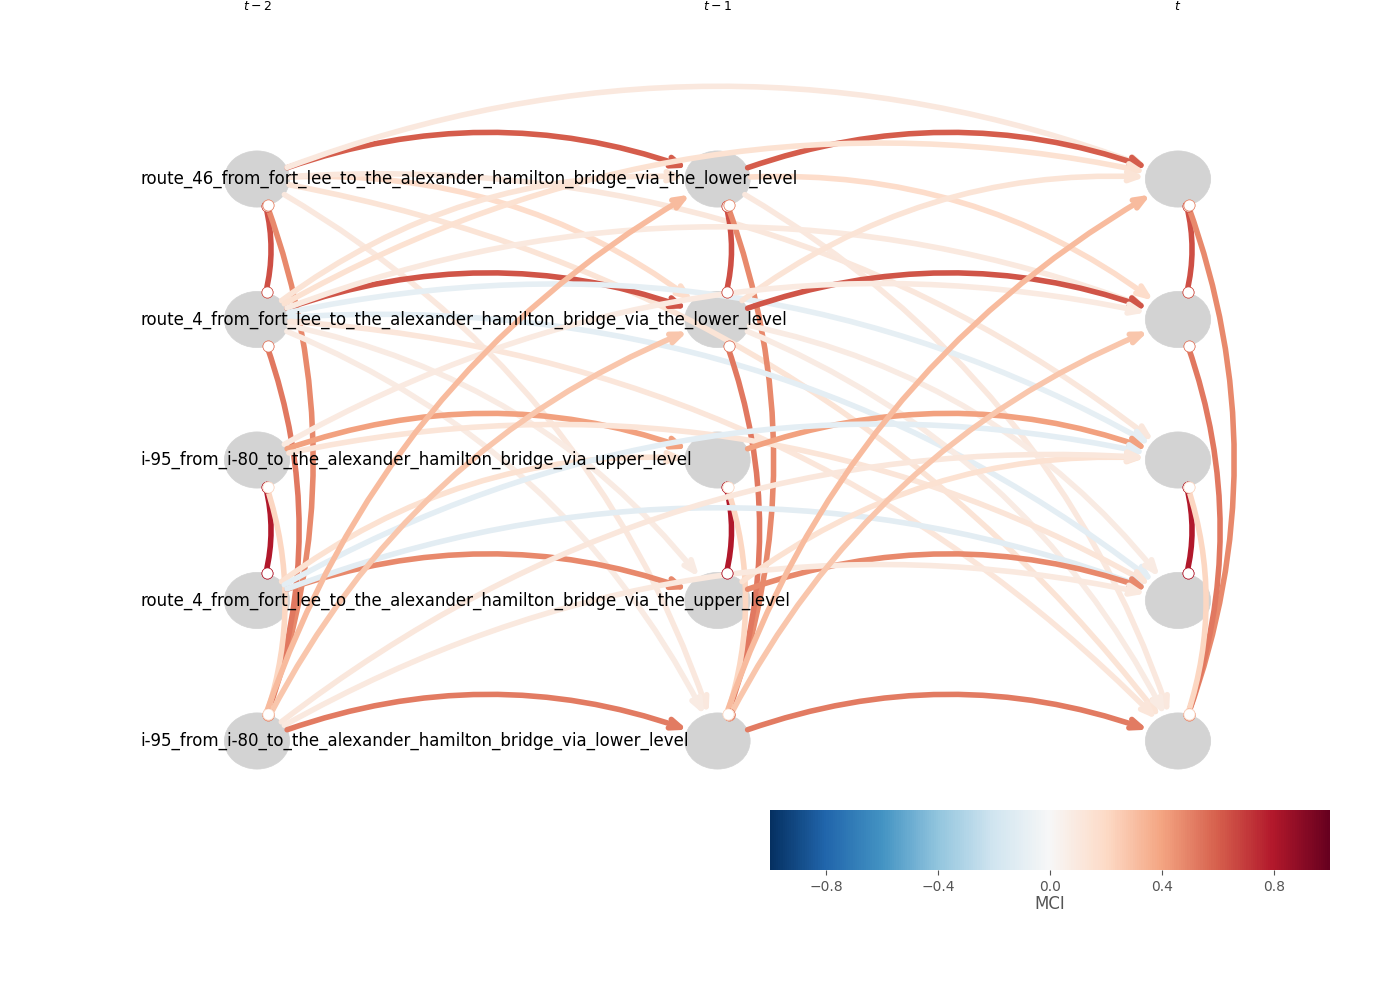 t − 2 t − 1 t
route_46_from_fort_lee_to_the_alexander_hamilton_bridge_via_the_lower_level
route_4_from_fort_lee_to_the_alexander_hamilton_bridge_via_the_lower_level
i-95_from_i-80_to_the_alexander_hamilton_bridge_via_upper_level
route_4_from_fort_lee_to_the_alexander_hamilton_bridge_via_the_upper_level
i-95_from_i-80_to_the_alexander_hamilton_bridge_via_lower_level
−0.8 −0.4 0.0 0.4 0.8
MCI